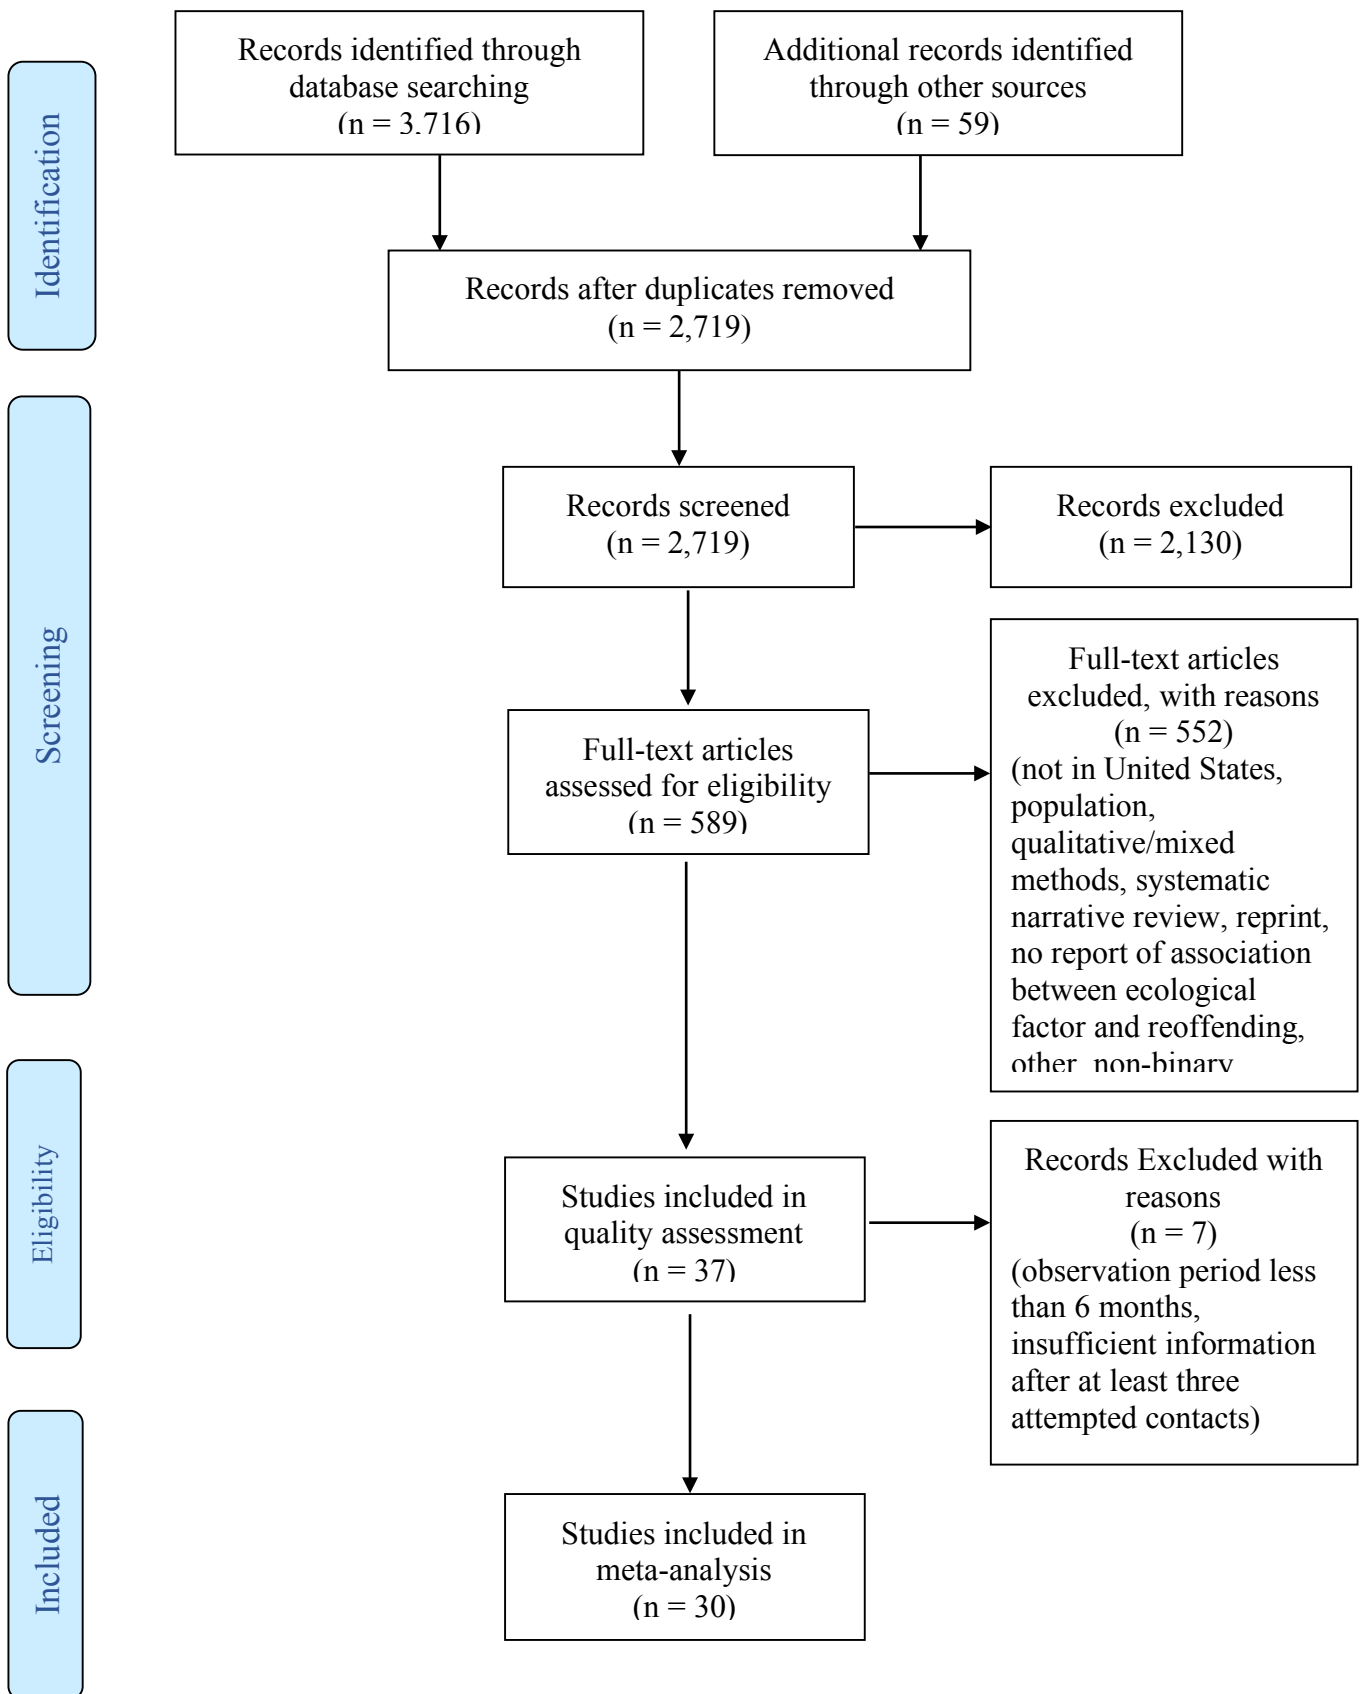 Records identified through
database searching
(n = 3,716)
Additional records identified
through other sources
(n = 59)
Identification
Records after duplicates removed
(n = 2,719)
Screening
Records screened
(n = 2,719)
Records excluded
(n = 2,130)
Full-text articles
assessed for eligibility
(n = 589)
Full-text articles
excluded, with reasons
(n = 552)
(not in United States,
population,
qualitative/mixed
methods, systematic
narrative review, reprint,
no report of association
between ecological
factor and reoffending,
other non-binary
Eligibility
Studies included in
quality assessment
(n = 37)
Records Excluded with
reasons
(n = 7)
(observation period less
than 6 months,
insufficient information
after at least three
attempted contacts)
Included
Studies included in
meta-analysis
(n = 30)